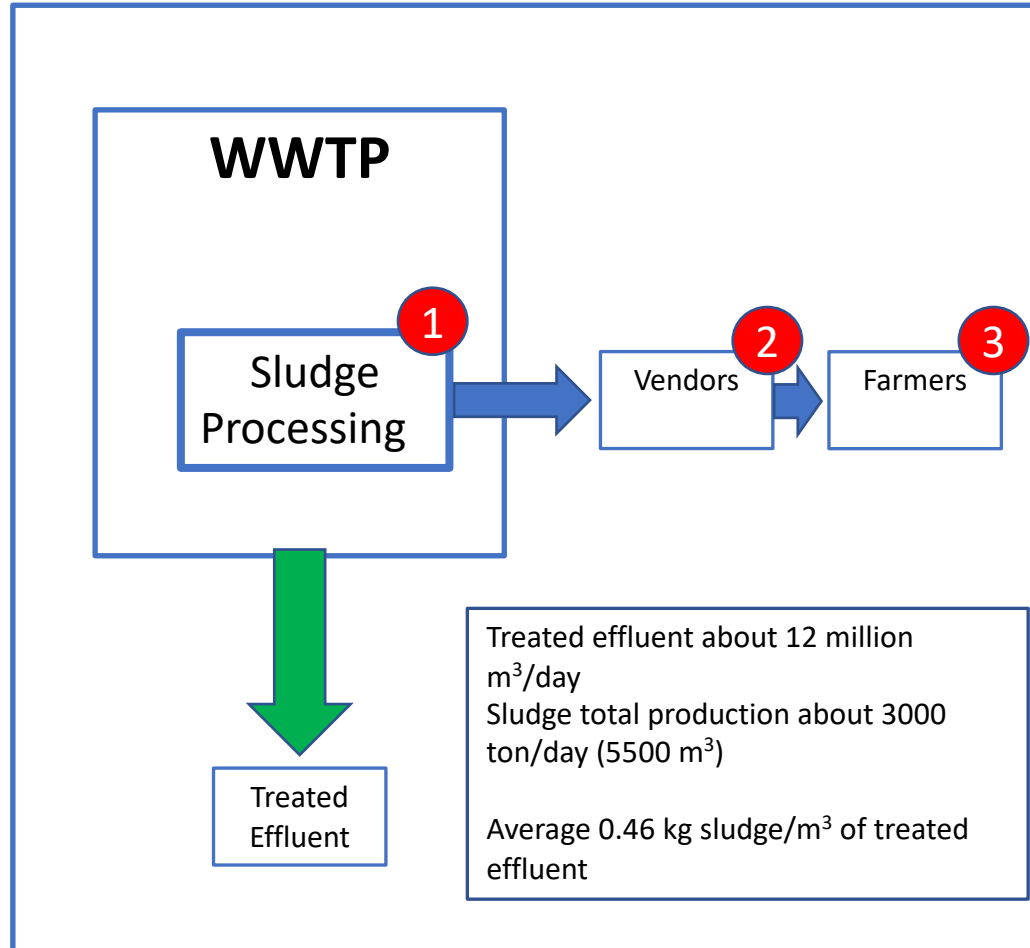 WWTP
1
Sludge
Processing
2
Vendors
3
Farmers
Treated
Effluent
Treated effluent about 12 million
m³/day
Sludge total production about 3000
ton/day (5500 m³)
Average 0.46 kg sludge/m³ of treated
effluent